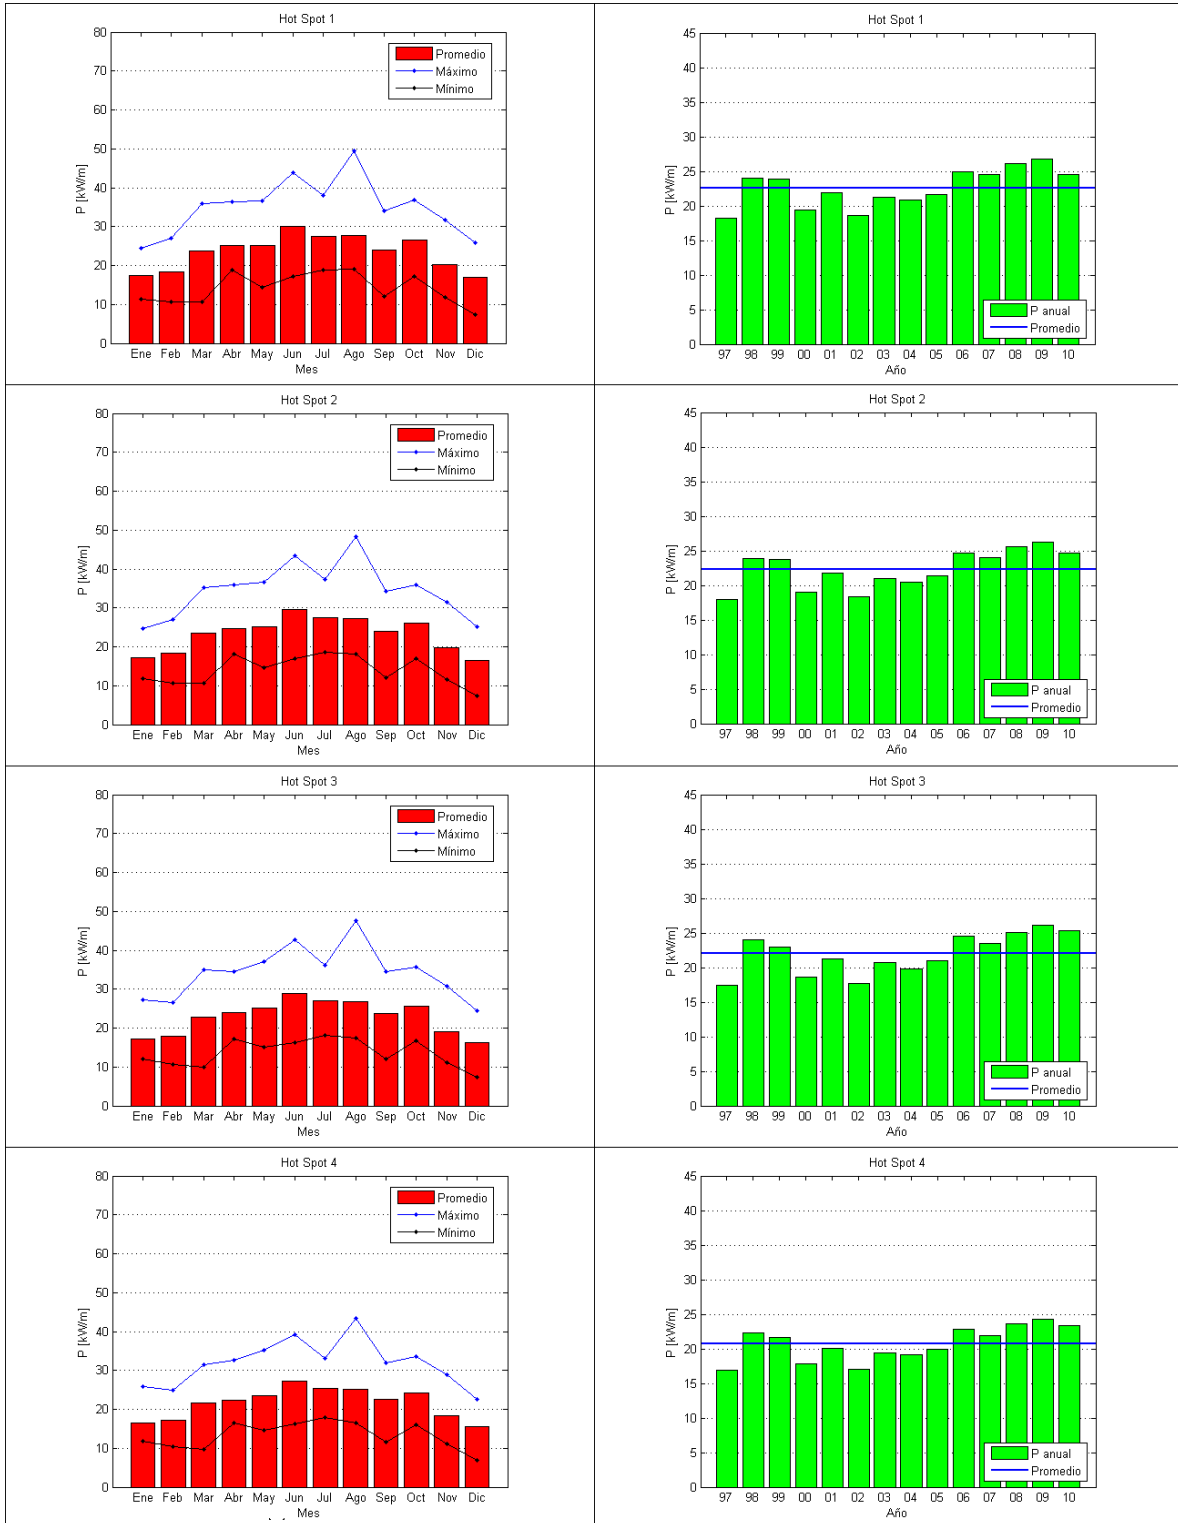 Hot Spot 1
80
70
60
50
40
30
20
10
0
P [kW/m]
Promedio
Máximo
Mínimo
Ene Feb Mar Abr May Jun Jul Ago Sep Oct Nov Dic
Mes
Hot Spot 1
45
40
35
30
25
20
15
10
5
0
P [kW/m]
P anual
Promedio
97 98 99 00 01 02 03 04 05 06 07 08 09 10
Año
Hot Spot 2
80
70
60
50
40
30
20
10
0
P [kW/m]
Promedio
Máximo
Mínimo
Ene Feb Mar Abr May Jun Jul Ago Sep Oct Nov Dic
Mes
Hot Spot 2
45
40
35
30
25
20
15
10
5
0
P [kW/m]
P anual
Promedio
97 98 99 00 01 02 03 04 05 06 07 08 09 10
Año
Hot Spot 3
80
70
60
50
40
30
20
10
0
P [kW/m]
Promedio
Máximo
Mínimo
Ene Feb Mar Abr May Jun Jul Ago Sep Oct Nov Dic
Mes
Hot Spot 3
45
40
35
30
25
20
15
10
5
0
P [kW/m]
P anual
Promedio
97 98 99 00 01 02 03 04 05 06 07 08 09 10
Año
Hot Spot 4
80
70
60
50
40
30
20
10
0
P [kW/m]
Promedio
Máximo
Mínimo
Ene Feb Mar Abr May Jun Jul Ago Sep Oct Nov Dic
Mes
Hot Spot 4
45
40
35
30
25
20
15
10
5
0
P [kW/m]
P anual
Promedio
97 98 99 00 01 02 03 04 05 06 07 08 09 10
Año